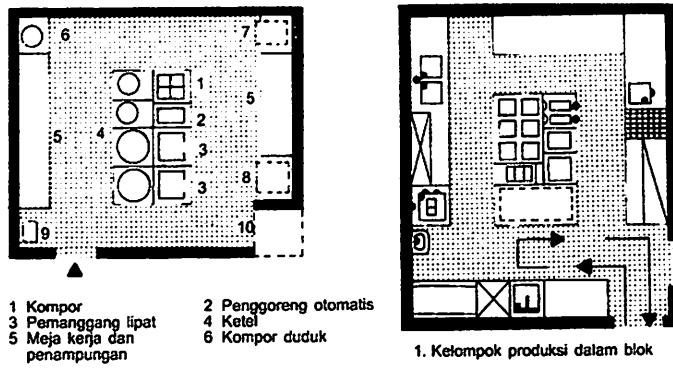 6
7
1
5
2
5
4
3
3
8
9
10
1 Kompor
2 Penggoreng otomatis
3 Pemanggang lipat
4 Ketel
5 Meja kerja dan
penampungan
6 Kompor duduk
1. Kelompok produksi dalam blok